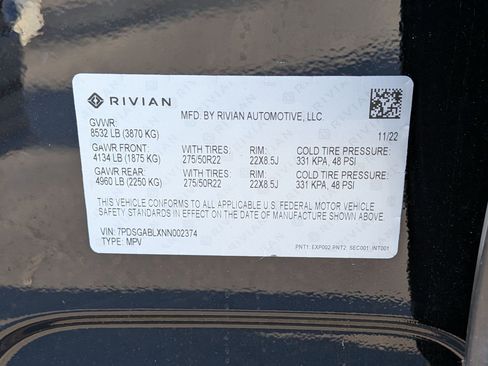 RIVIAN
MFD. BY RIVIAN AUTOMOTIVE, LLC.
GVWR:
8532 LB (3870 KG)
11/22
GAWR FRONT: WITH TIRES: RIM: COLD TIRE PRESSURE:
4134 LB (1875 KG) 275/50R22 22X8.5J 331 KPA, 48 PSI
GAWR REAR: WITH TIRES: RIM: COLD TIRE PRESSURE:
4960 LB (2250 KG) 275/50R22 22X8.5J 331 KPA, 48 PSI
THIS VEHICLE CONFORMS TO ALL APPLICABLE U.S. FEDERAL MOTOR VEHICLE
SAFETY STANDARDS IN EFFECT ON THE DATE OF MANUFACTURE SHOWN ABOVE.
VIN: 7PDSGABLXNN002374
TYPE: MPV
PNT1: EXP002, PNT2: SEC001, INT001